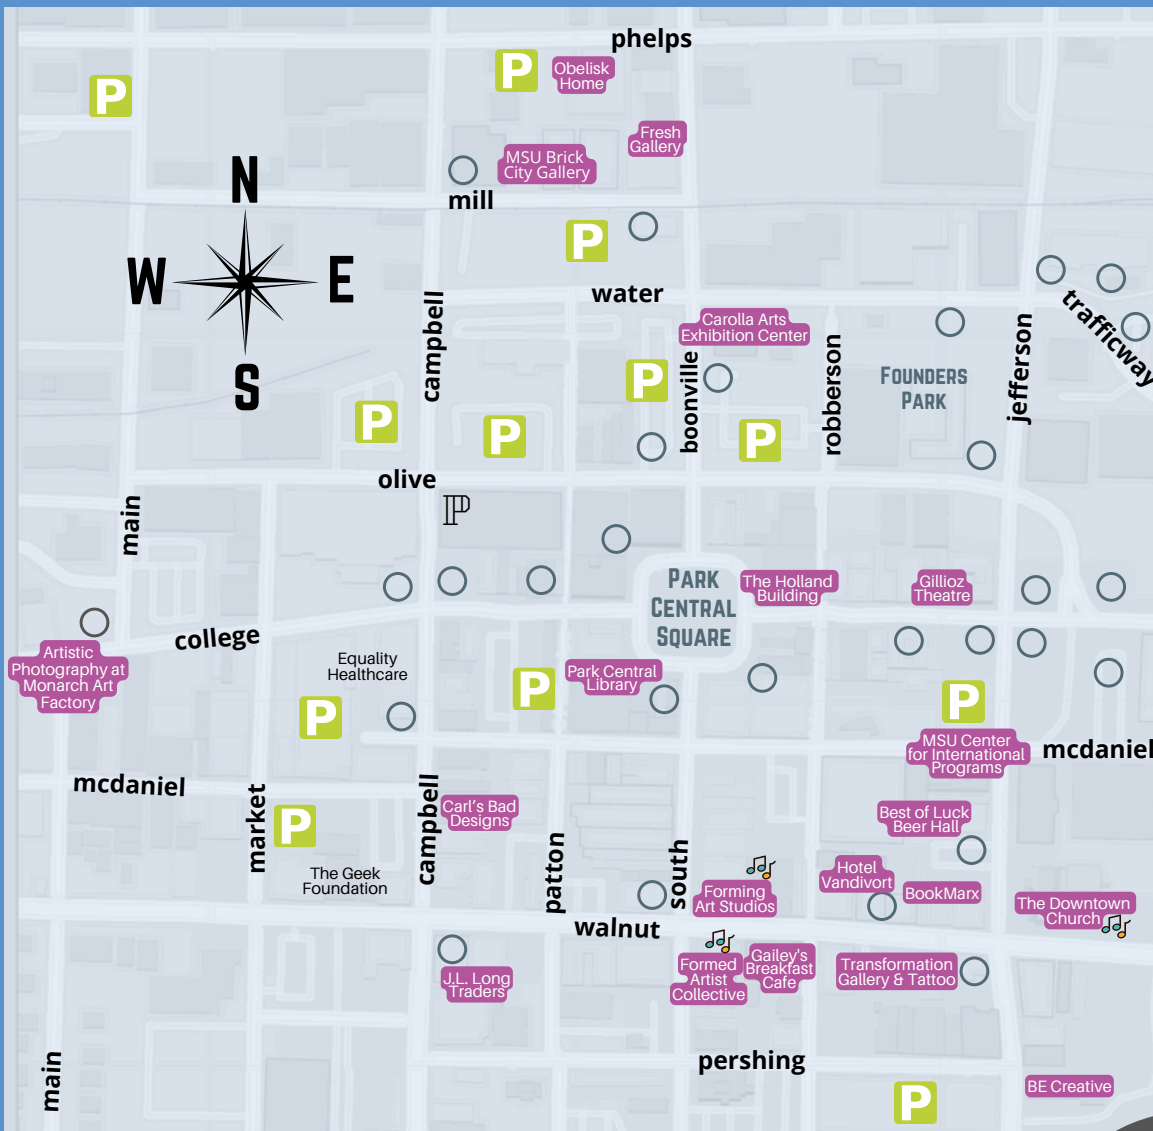 phelps
P
P
Obelisk
Home
Fresh
Gallery
MSU Brick
City Gallery
N
mill
P
W
E
water
S
campbell
Carolla Arts
Exhibition Center
trafficway
P
boonville
robberson
Founders
Park
jefferson
P
P
P
olive
P
main
Park
Central
Square
The Holland
Building
Gillioz
Theatre
college
Artistic
Photography at
Monarch Art
Factory
Equality
Healthcare
Park Central
Library
P
P
P
MSU Center
for International
Programs
mcdaniel
mcdaniel
market
P
campbell
Carl's Bad
Designs
patton
south
Best of Luck
Beer Hall
The Geek
Foundation
Forming
Art Studios
Hotel
Vandivort
BookMarx
The Downtown
Church
walnut
J.L. Long
Traders
Formed
Artist
Collective
Gailey's
Breakfast
Cafe
Transformation
Gallery & Tattoo
main
pershing
P
BE Creative